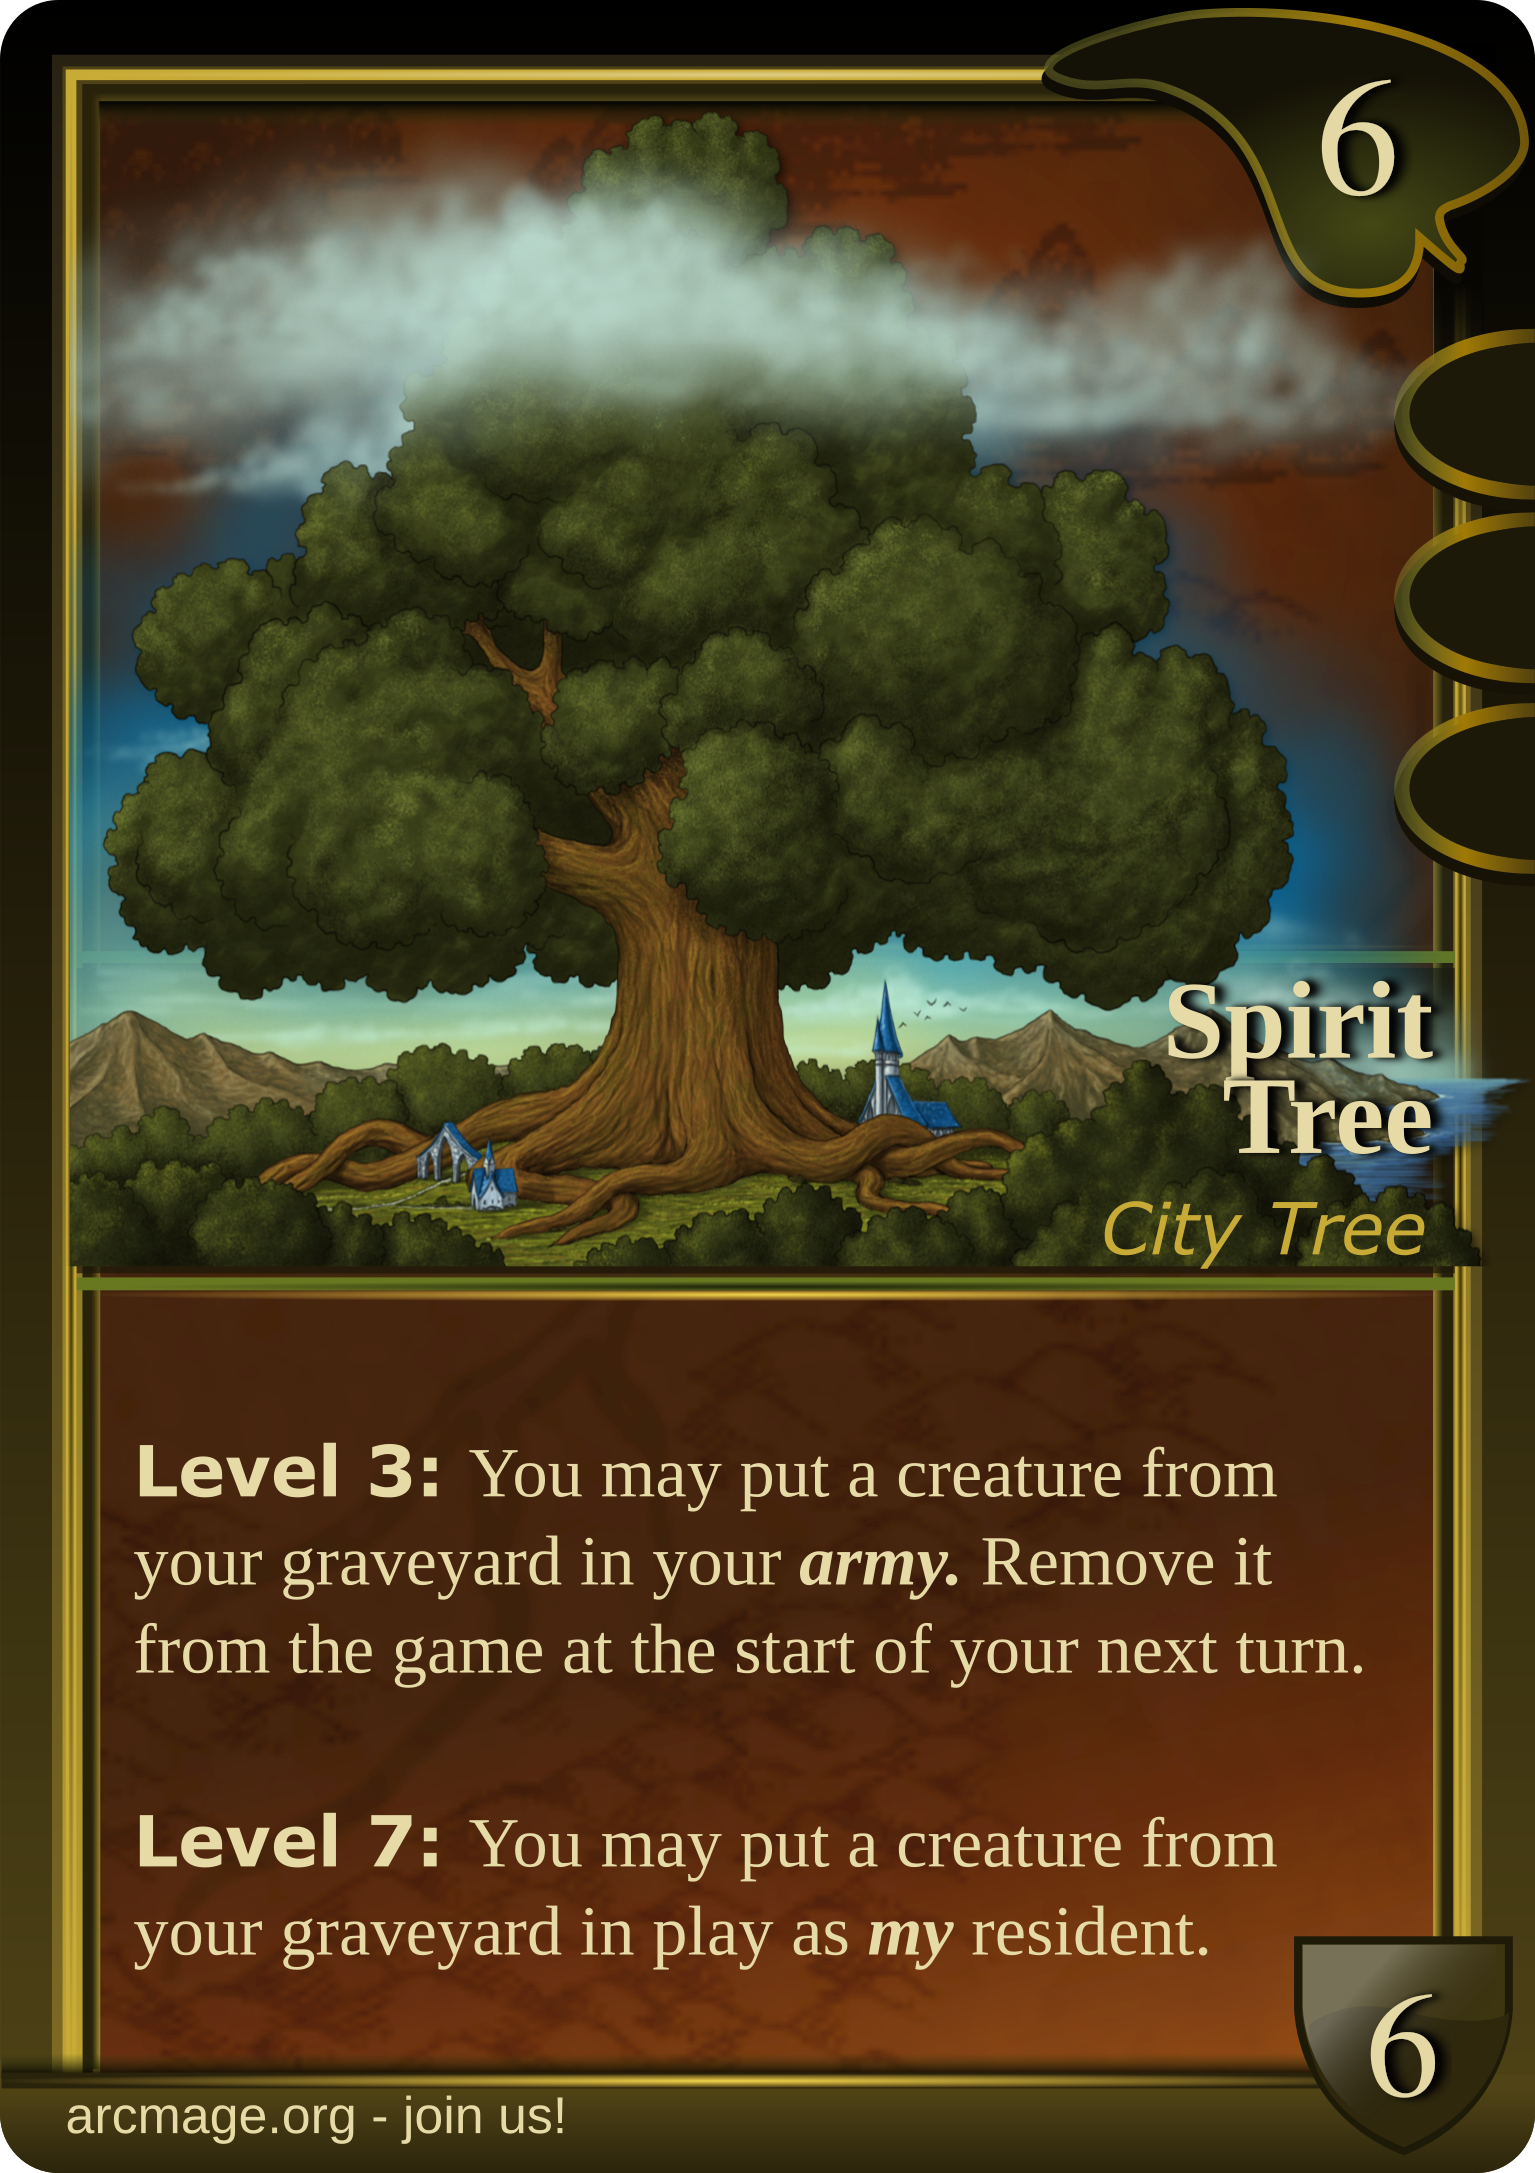 6
Spirit
Tree
City Tree
Level 3: You may put a creature from
your graveyard in your army. Remove it
from the game at the start of your next turn.
Level 7: You may put a creature from
your graveyard in play as my resident.
6
arcmage.org - join us!